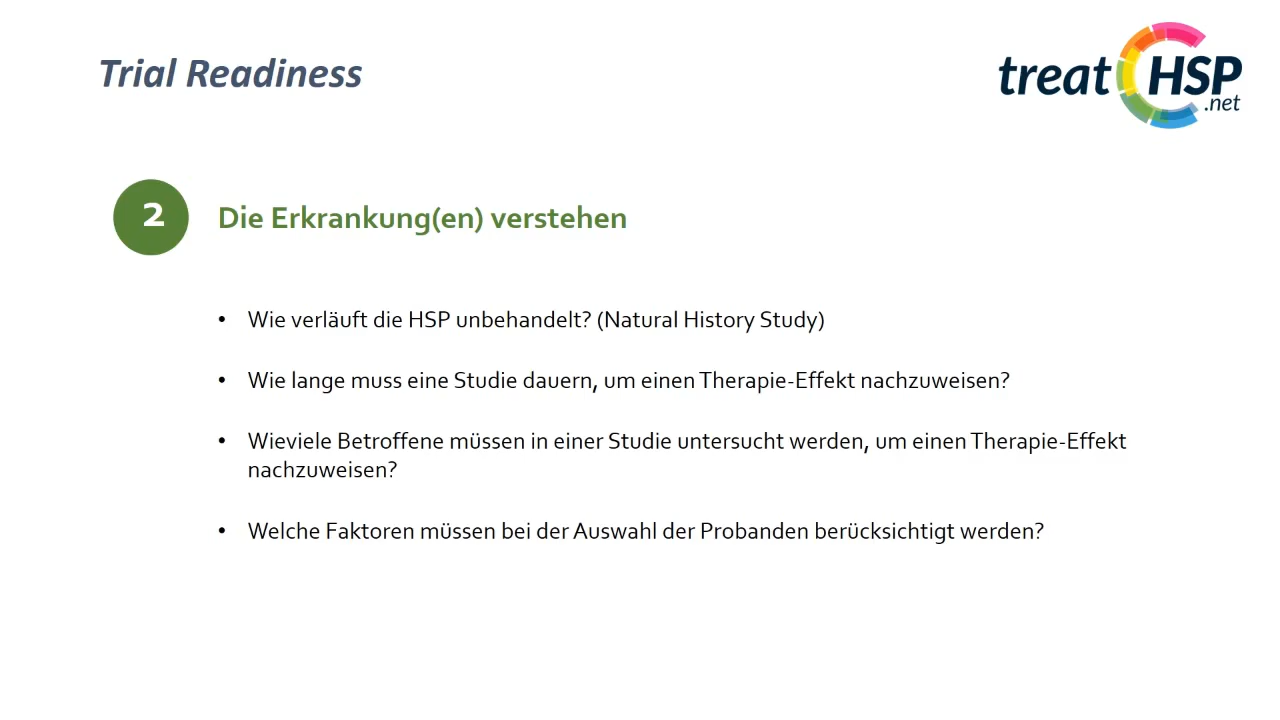 Trial Readiness
treat HSP
.net
2
Die Erkrankung(en) verstehen
• Wie verläuft die HSP unbehandelt? (Natural History Study)
• Wie lange muss eine Studie dauern, um einen Therapie-Effekt nachzuweisen?
• Wieviele Betroffene müssen in einer Studie untersucht werden, um einen Therapie-Effekt
nachzuweisen?
• Welche Faktoren müssen bei der Auswahl der Probanden berücksichtigt werden?